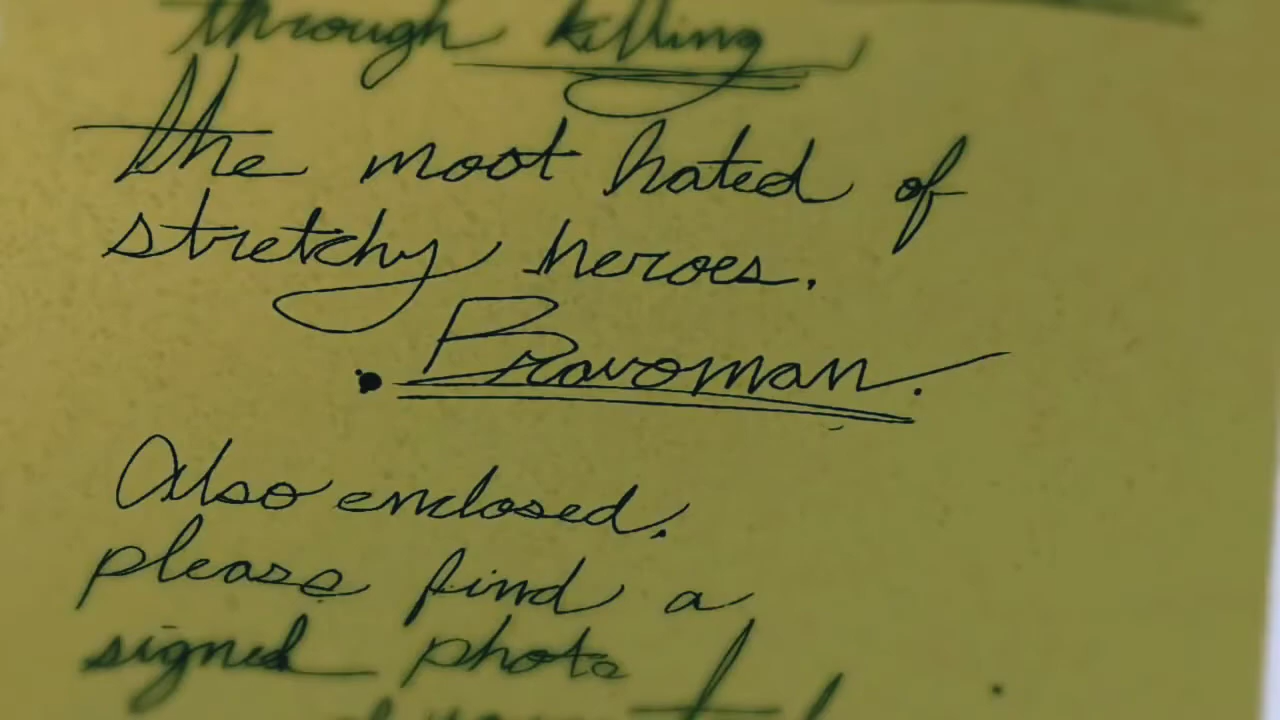 through killing
the most hated of
stretchy heroes.
. Bravoman.
Also enclosed.
please find a
signed photo